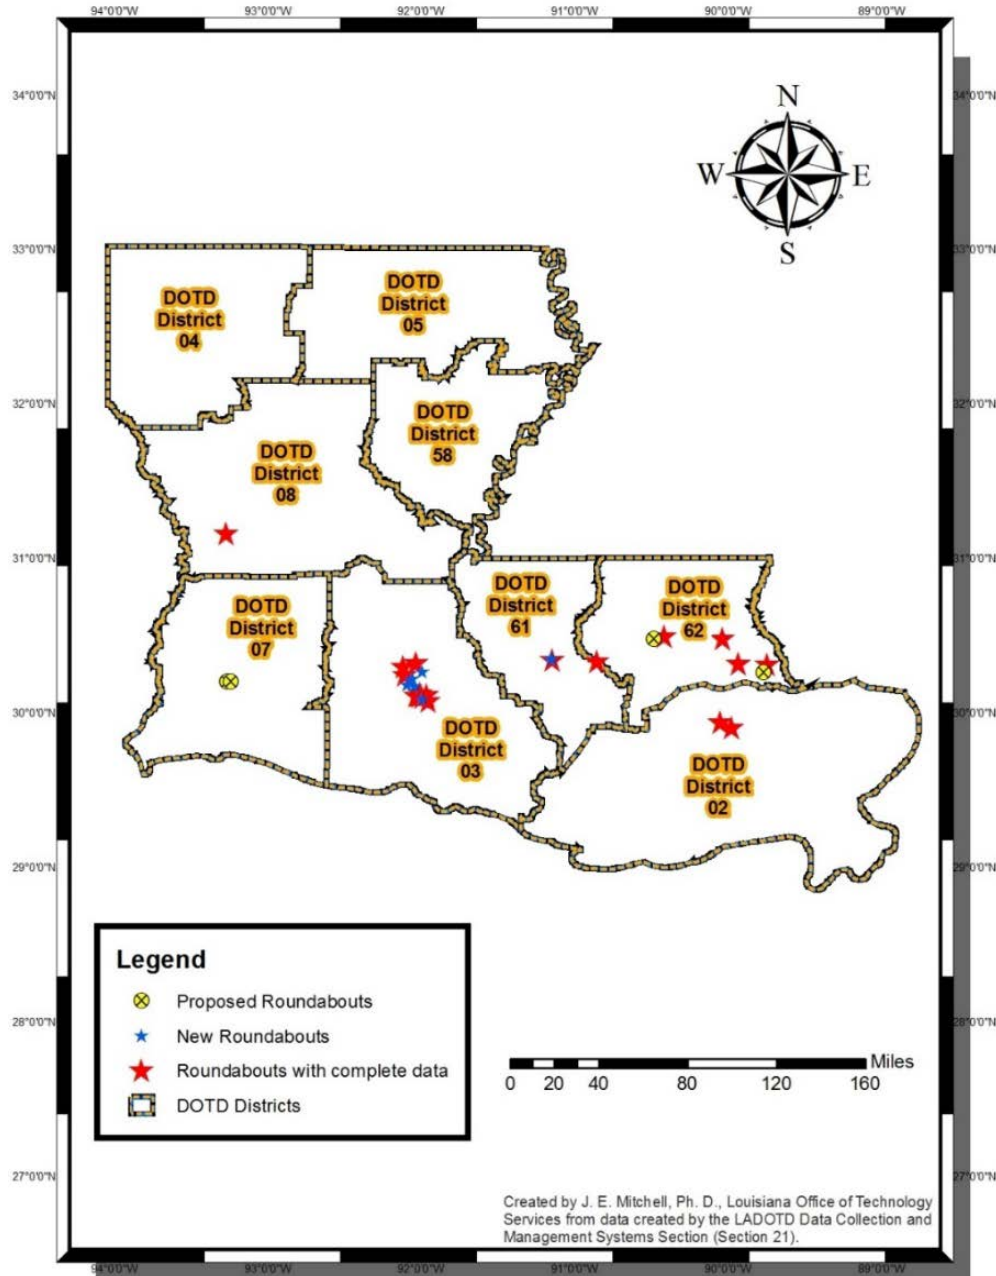 94°0'0"W 93°0'0"W 92°0'0"W 91°0'0"W 90°0'0"W 89°0'0"W
34°0'0"N 34°0'0"N
N
W E
S
33°0'0"N 33°0'0"N
DOTD
District
04
DOTD
District
05
32°0'0"N 32°0'0"N
DOTD
District
58
DOTD
District
08
31°0'0"N 31°0'0"N
DOTD
District
61
DOTD
District
62
DOTD
District
07
30°0'0"N 30°0'0"N
DOTD
District
03
DOTD
District
02
29°0'0"N 29°0'0"N
Legend
Proposed Roundabouts
New Roundabouts
Roundabouts with complete data
DOTD Districts
28°0'0"N 28°0'0"N
Miles
0 20 40 80 120 160
27°0'0"N 27°0'0"N
Created by J. E. Mitchell, Ph. D., Louisiana Office of Technology
Services from data created by the LADOTD Data Collection and
Management Systems Section (Section 21).
94°0'0"W 93°0'0"W 92°0'0"W 91°0'0"W 90°0'0"W 89°0'0"W